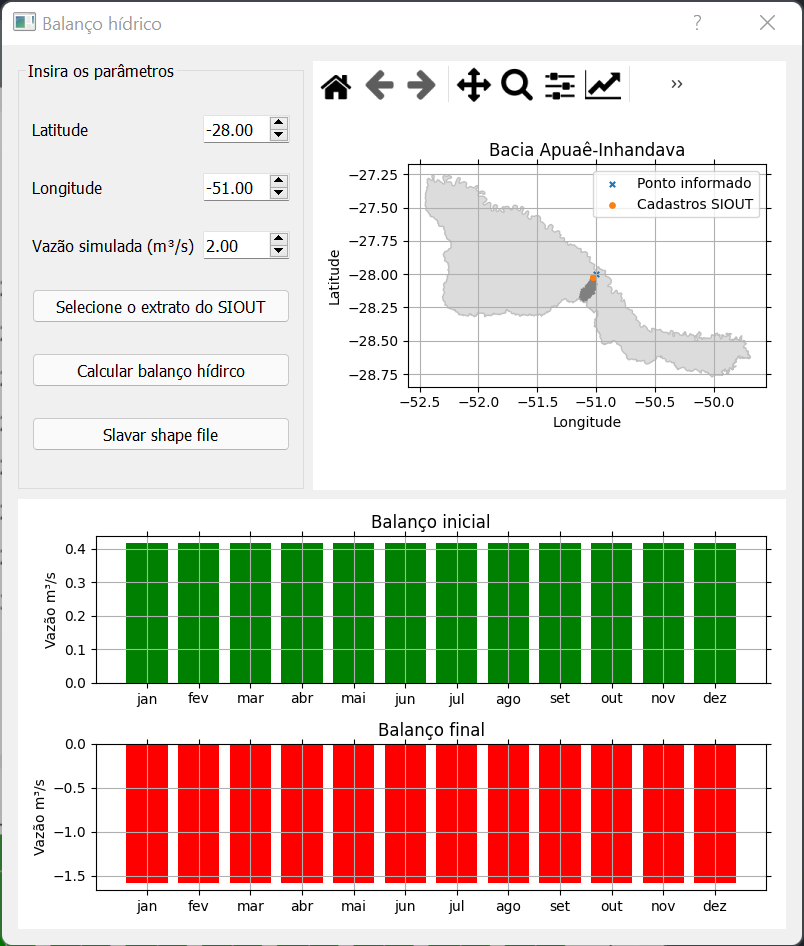 Balanço hídrico
?
Insira os parâmetros
Latitude
-28.00
Longitude
-51.00
Vazão simulada (m³/s)
2.00
Selecione o extrato do SIOUT
Calcular balanço hídirco
Slavar shape file
››
Bacia Apuaê-Inhandava
Ponto informado
Cadastros SIOUT
Latitude
−27.25
−27.50
−27.75
−28.00
−28.25
−28.50
−28.75
−52.5 −52.0 −51.5 −51.0 −50.5 −50.0
Longitude
Balanço inicial
Vazão m³/s
0.4
0.3
0.2
0.1
0.0
jan fev mar abr mai jun jul ago set out nov dez
Balanço final
Vazão m³/s
0.0
−0.5
−1.0
−1.5
jan fev mar abr mai jun jul ago set out nov dez